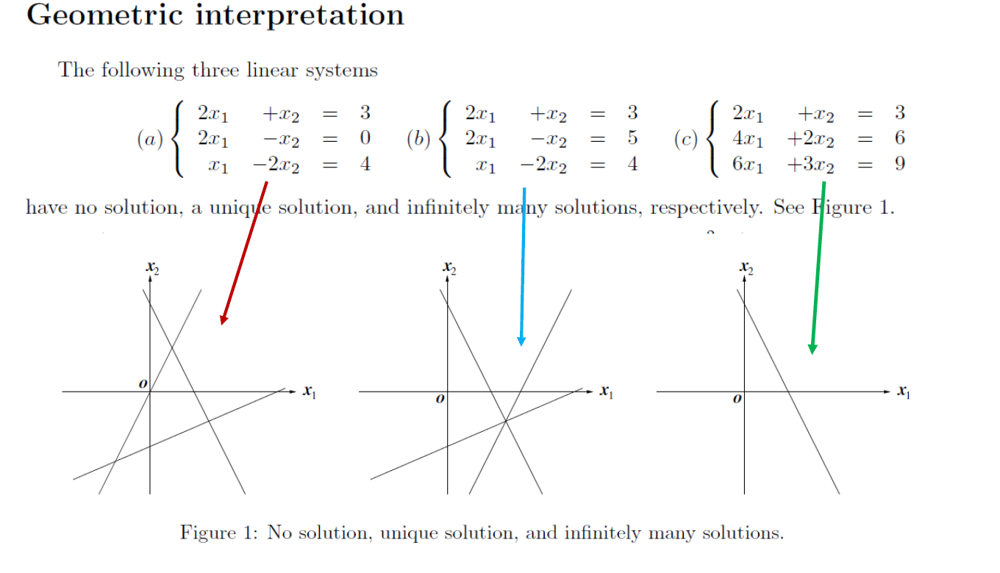 Geometric interpretation
The following three linear systems
(a) { 2x₁ +x₂ = 3 (b) { 2x₁ +x₂ = 3 (c) { 2x₁ +x₂ = 3
2x₁ −x₂ = 0 2x₁ −x₂ = 5 4x₁ +2x₂ = 6
x₁ −2x₂ = 4 x₁ −2x₂ = 4 6x₁ +3x₂ = 9
have no solution, a unique solution, and infinitely many solutions, respectively. See Figure 1.
x₂ x₂ x₂
o x₁ o x₁ o x₁
Figure 1: No solution, unique solution, and infinitely many solutions.